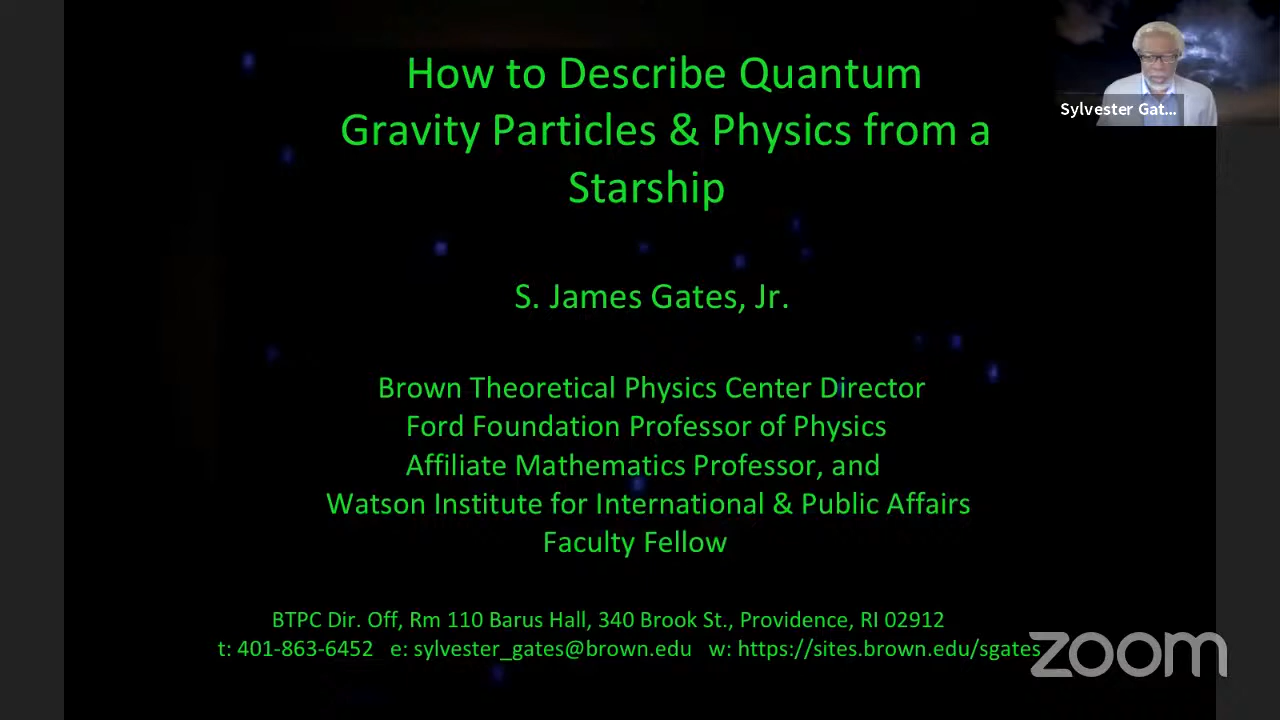 How to Describe Quantum
Gravity Particles & Physics from a
Starship
Sylvester Gat...
S. James Gates, Jr.
Brown Theoretical Physics Center Director
Ford Foundation Professor of Physics
Affiliate Mathematics Professor, and
Watson Institute for International & Public Affairs
Faculty Fellow
BTPC Dir. Off, Rm 110 Barus Hall, 340 Brook St., Providence, RI 02912
t: 401-863-6452 e: sylvester_gates@brown.edu w: https://sites.brown.edu/sgates
zoom